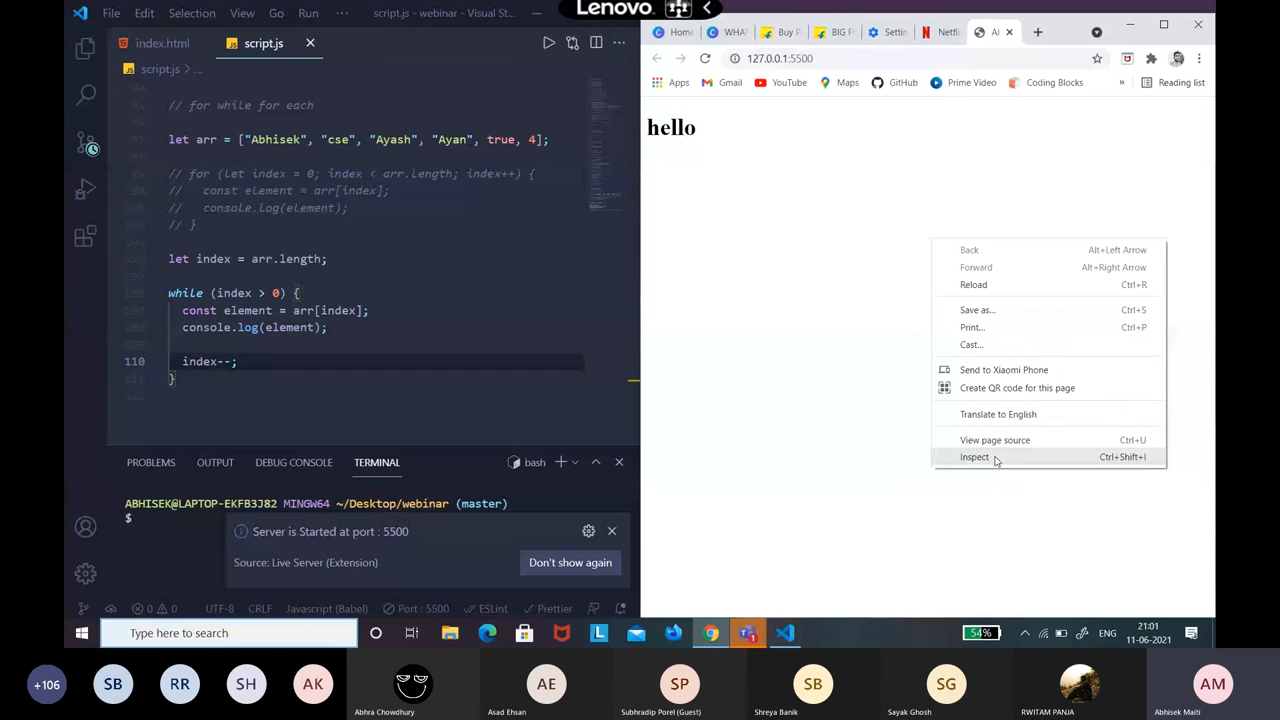 Lenovo
File Edit Selection View Go Run ··· script.js - webinar - Visual St...
index.html
script.js
script.js > ...
// for while for each
let arr = ["Abhisek", "cse", "Ayash", "Ayan", true, 4];
// for (let index = 0; index < arr.length; index++) {
// const element = arr[index];
// console.log(element);
// }
let index = arr.length;
while (index > 0) {
const element = arr[index];
console.log(element);
110 index--;
}
PROBLEMS OUTPUT DEBUG CONSOLE TERMINAL
bash
ABHISEK@LAPTOP-EKFB3J82 MINGW64 ~/Desktop/webinar (master)
$
Server is Started at port : 5500
Source: Live Server (Extension)
Don't show again
0 0 UTF-8 CRLF Javascript (Babel) Port : 5500 ESLint Prettier
Home WHA Buy P BIG F Settin Netfl Al
127.0.0.1:5500
Apps Gmail YouTube Maps GitHub Prime Video Coding Blocks » Reading list
hello
Back Alt+Left Arrow
Forward Alt+Right Arrow
Reload Ctrl+R
Save as... Ctrl+S
Print... Ctrl+P
Cast...
Send to Xiaomi Phone
Create QR code for this page
Translate to English
View page source Ctrl+U
Inspect Ctrl+Shift+I
Type here to search
54%
ENG
21:01
11-06-2021
+106 SB RR SH AK AE SP SB SG AM
Abhra Chowdhury Asad Ehsan Subhradip Porel (Guest) Shreya Banik Sayak Ghosh RWITAM PANJA Abhisek Maiti